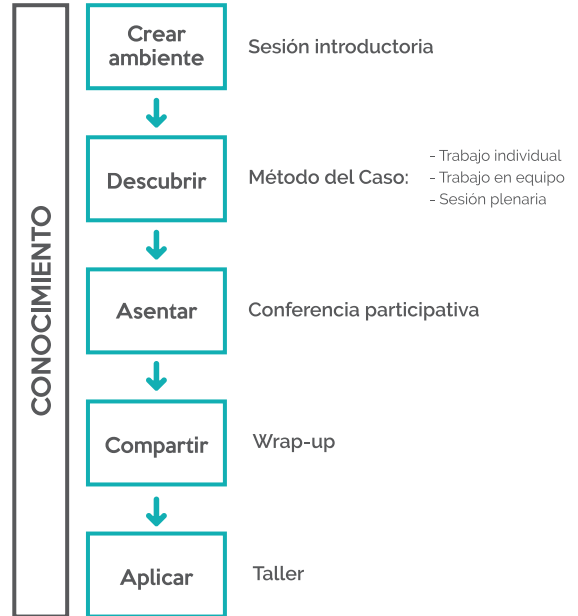 CONOCIMIENTO
Crear
ambiente
Sesión introductoria
Descubrir
Método del Caso:
- Trabajo individual
- Trabajo en equipo
- Sesión plenaria
Asentar
Conferencia participativa
Compartir
Wrap-up
Aplicar
Taller